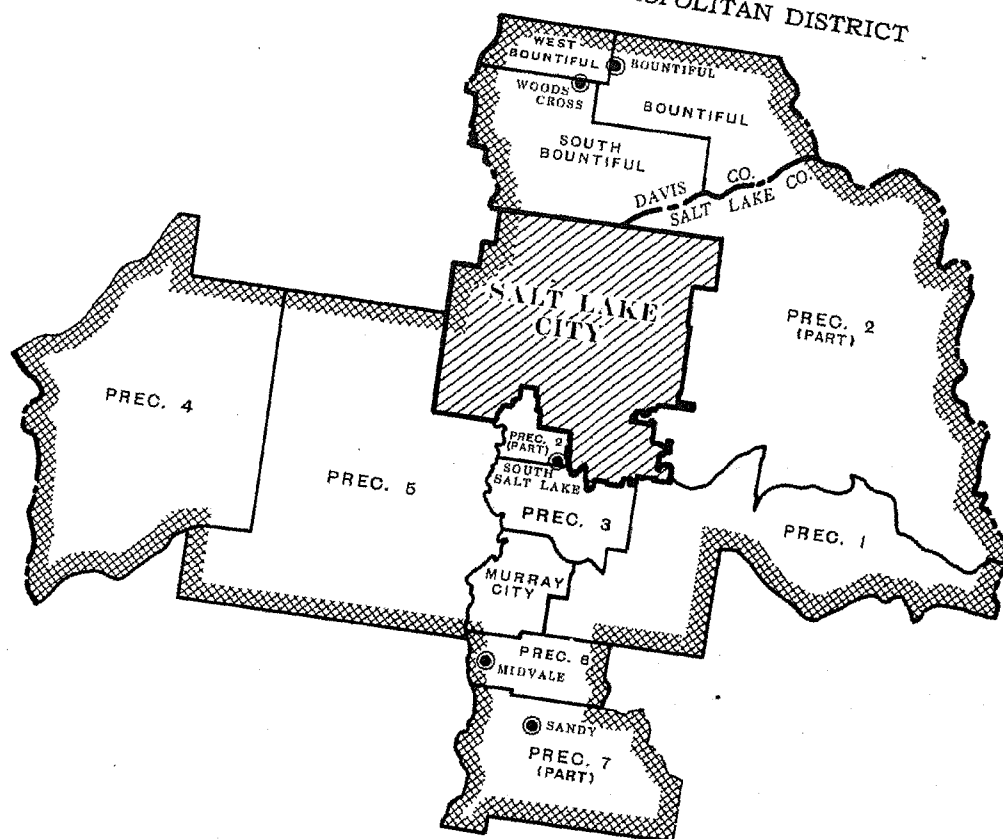 DISTRICT
WEST
BOUNTIFUL
BOUNTIFUL
WOODS
CROSS
BOUNTIFUL
SOUTH
BOUNTIFUL
DAVIS CO.
SALT LAKE CO.
SALT LAKE
CITY
PREC. 2
(PART)
PREC. 4
PREC. 2
(PART)
PREC. 5
SOUTH
SALT LAKE
PREC. 3
PREC. 1
MURRAY
CITY
PREC. 6
MIDVALE
SANDY
PREC. 7
(PART)